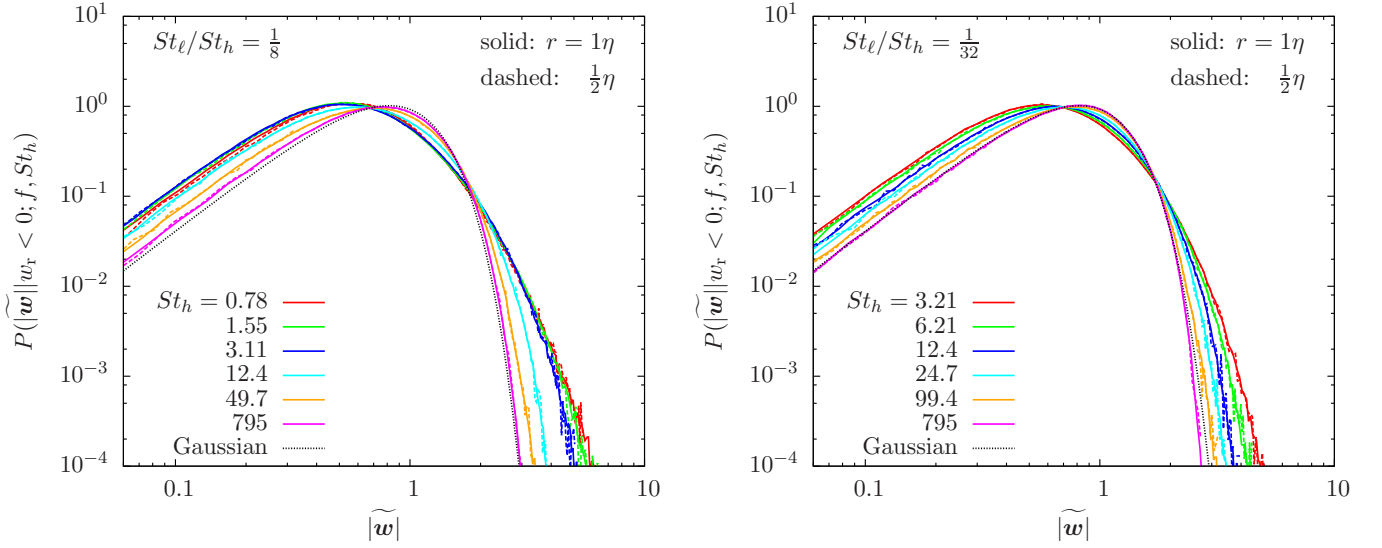 St_ℓ/St_h = 1/8
solid: r = 1η
dashed: 1/2 η
10^1
10^0
10^-1
10^-2
10^-3
10^-4
P(|w||w_r < 0; f, St_h)
St_h = 0.78
1.55
3.11
12.4
49.7
795
Gaussian
0.1
1
10
|w|
St_ℓ/St_h = 1/32
solid: r = 1η
dashed: 1/2 η
10^1
10^0
10^-1
10^-2
10^-3
10^-4
P(|w||w_r < 0; f, St_h)
St_h = 3.21
6.21
12.4
24.7
99.4
795
Gaussian
0.1
1
10
|w|